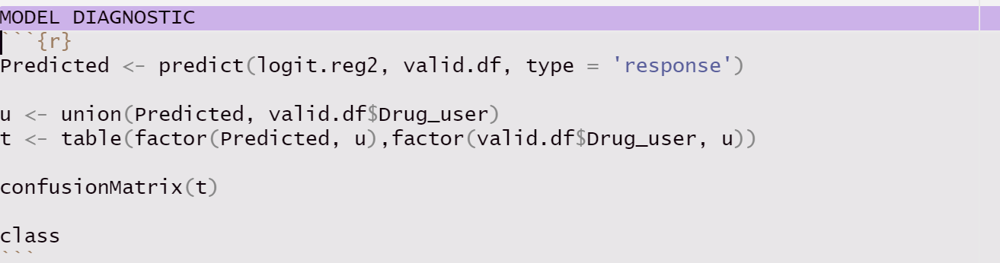 MODEL DIAGNOSTIC
```{r}
Predicted <- predict(logit.reg2, valid.df, type = 'response')
u <- union(Predicted, valid.df$Drug_user)
t <- table(factor(Predicted, u),factor(valid.df$Drug_user, u))
confusionMatrix(t)
class
```